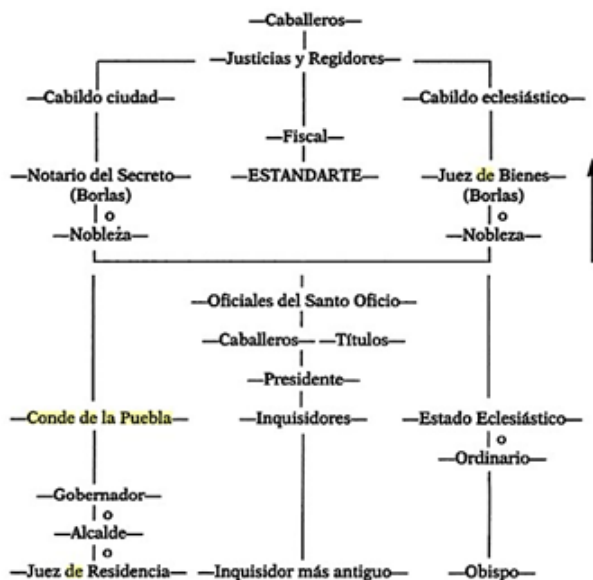 —Caballeros—
—Justicias y Regidores—
—Cabildo ciudad— —Cabildo eclesiástico—
—Fiscal—
—Notario del Secreto— —ESTANDARTE— —Juez de Bienes—
(Borlas) (Borlas)
o o
—Nobleza— —Nobleza—
—Oficiales del Santo Oficio—
—Caballeros— —Títulos—
—Presidente—
—Conde de la Puebla— —Inquisidores— —Estado Eclesiástico—
o
—Ordinario—
—Gobernador—
o
—Alcalde—
o
—Juez de Residencia— —Inquisidor más antiguo— —Obispo—